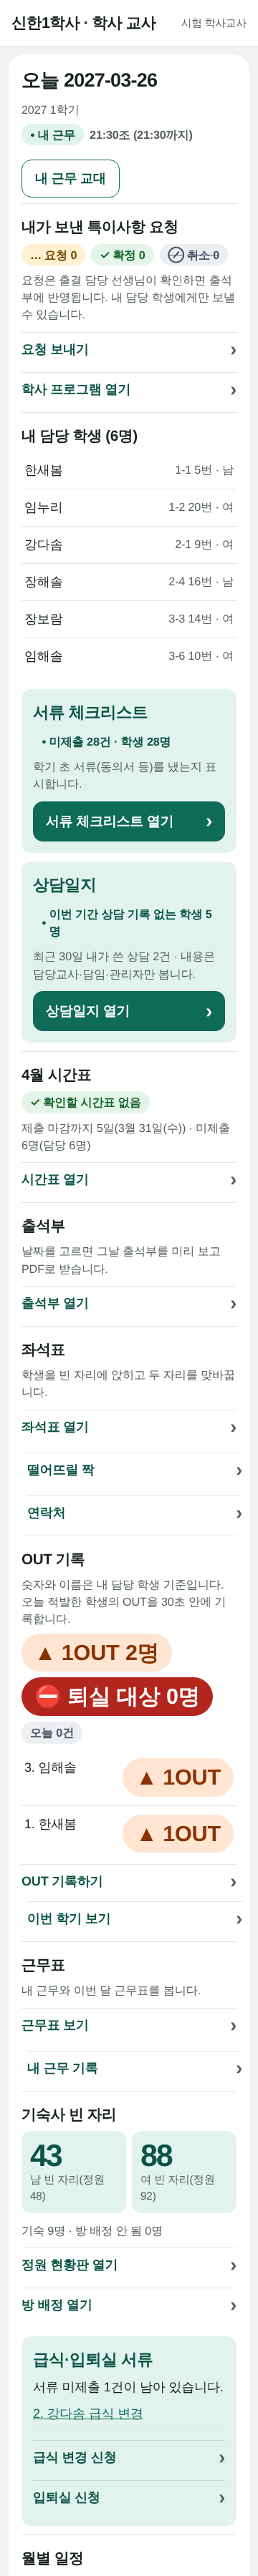 신한1학사 · 학사 교사
시험 학사교사
오늘 2027-03-26
2027 1학기
• 내 근무 21:30조 (21:30까지)
내 근무 교대
내가 보낸 특이사항 요청
… 요청 0 ✓ 확정 0 취소 0
요청은 출결 담당 선생님이 확인하면 출석
부에 반영됩니다. 내 담당 학생에게만 보낼
수 있습니다.
요청 보내기 ›
학사 프로그램 열기 ›
내 담당 학생 (6명)
한새봄 1-1 5번 · 남
임누리 1-2 20번 · 여
강다솜 2-1 9번 · 여
장해솔 2-4 16번 · 남
장보람 3-3 14번 · 여
임해솔 3-6 10번 · 여
서류 체크리스트
• 미제출 28건 · 학생 28명
학기 초 서류(동의서 등)를 냈는지 표
시합니다.
서류 체크리스트 열기 ›
상담일지
• 이번 기간 상담 기록 없는 학생 5
명
최근 30일 내가 쓴 상담 2건 · 내용은
담당교사·담임·관리자만 봅니다.
상담일지 열기 ›
4월 시간표
✓ 확인할 시간표 없음
제출 마감까지 5일(3월 31일(수)) · 미제출
6명(담당 6명)
시간표 열기 ›
출석부
날짜를 고르면 그날 출석부를 미리 보고
PDF로 받습니다.
출석부 열기 ›
좌석표
학생을 빈 자리에 앉히고 두 자리를 맞바꿉
니다.
좌석표 열기 ›
떨어뜨릴 짝 ›
연락처 ›
OUT 기록
숫자와 이름은 내 담당 학생 기준입니다.
오늘 적발한 학생의 OUT을 30초 안에 기
록합니다.
▲ 1OUT 2명
⛔ 퇴실 대상 0명
오늘 0건
3. 임해솔 ▲ 1OUT
1. 한새봄 ▲ 1OUT
OUT 기록하기 ›
이번 학기 보기 ›
근무표
내 근무와 이번 달 근무표를 봅니다.
근무표 보기 ›
내 근무 기록 ›
기숙사 빈 자리
43 88
남 빈 자리(정원 여 빈 자리(정원
48) 92)
기숙 9명 · 방 배정 안 됨 0명
정원 현황판 열기 ›
방 배정 열기 ›
급식·입퇴실 서류
서류 미제출 1건이 남아 있습니다.
2. 강다솜 급식 변경
급식 변경 신청 ›
입퇴실 신청 ›
월별 일정